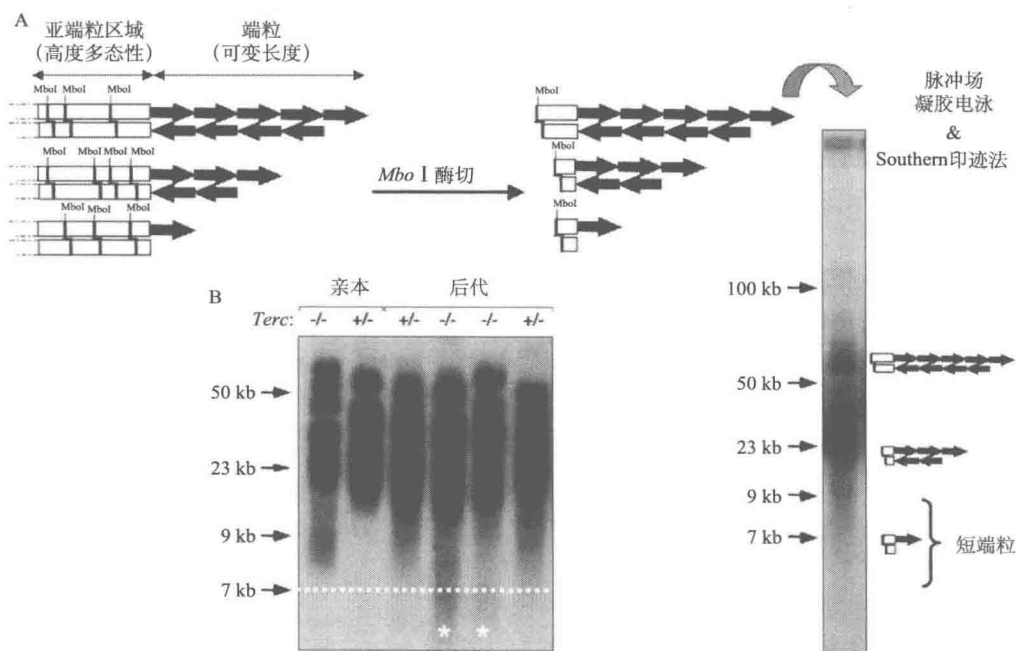 A
亚端粒区域
(高度多态性)
端粒
(可变长度)
MboI MboI MboI
MboI MboI MboI MboI
MboI MboI MboI
Mbo I 酶切
MboI
MboI
MboI
脉冲场
凝胶电泳
&
Southern印迹法
100 kb
50 kb
23 kb
9 kb
7 kb
短端粒
B
亲本 后代
Terc: -/- +/- +/- -/- -/- +/-
50 kb
23 kb
9 kb
7 kb
* *